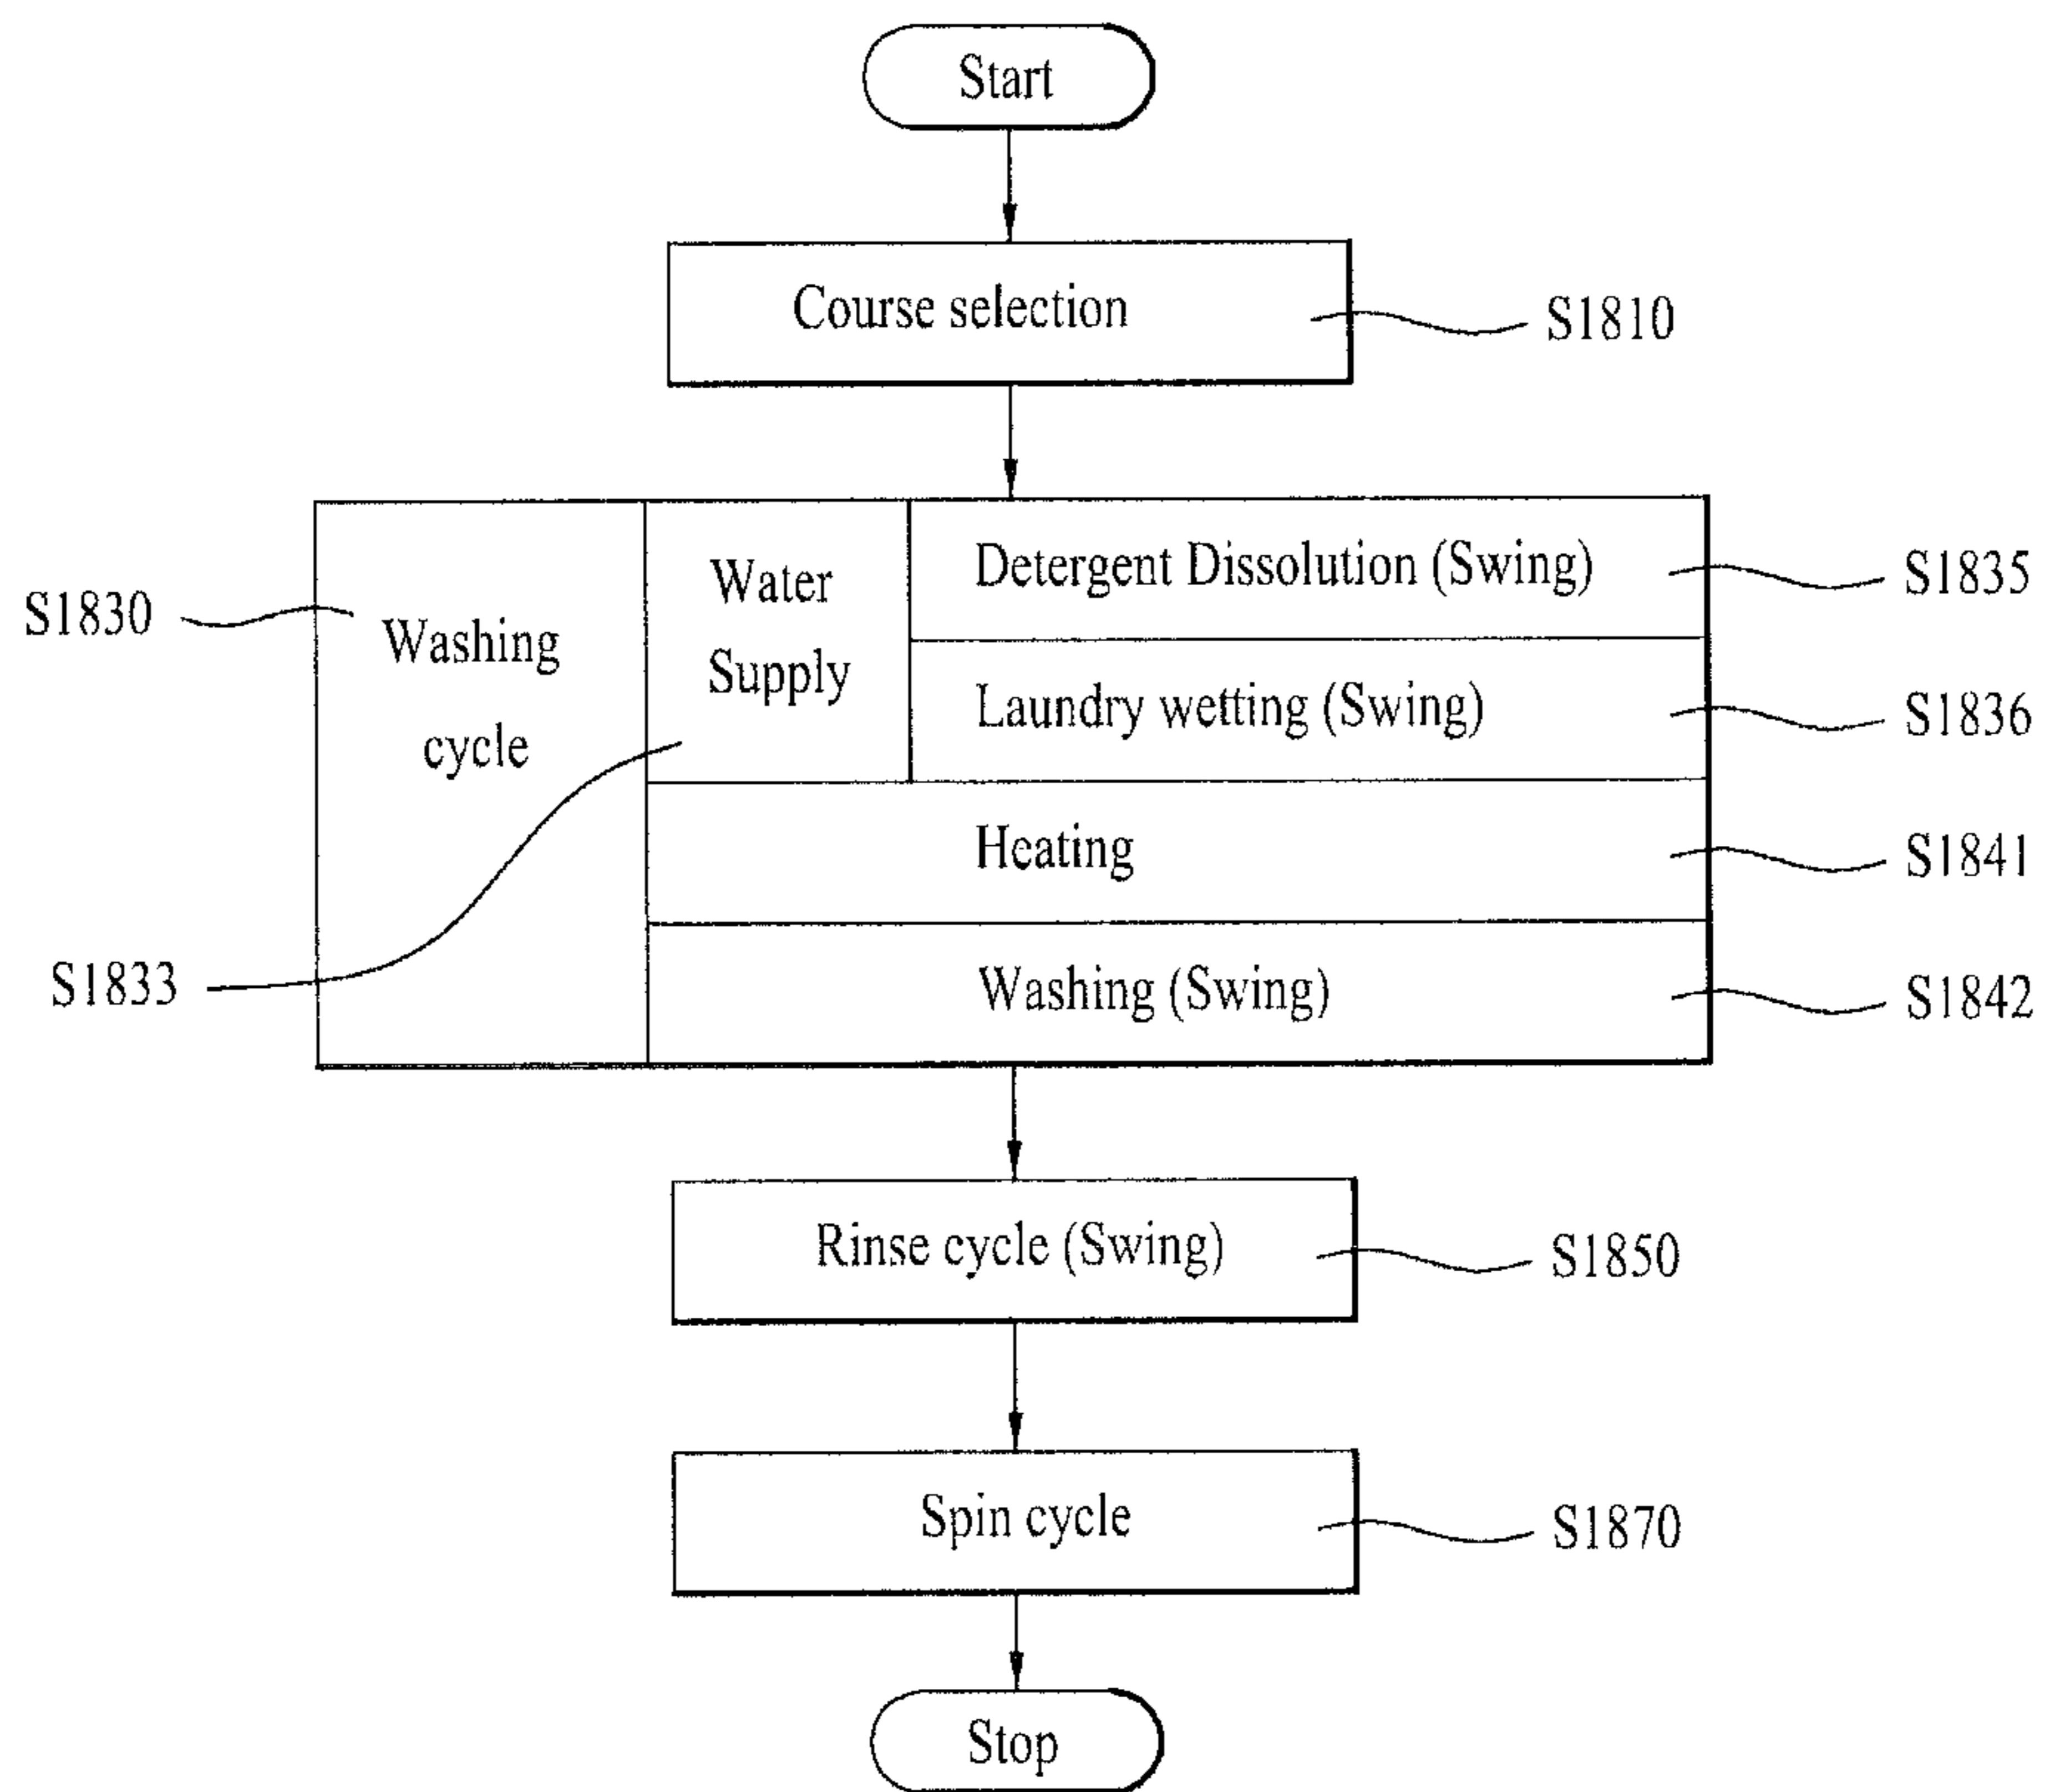 Start
Course selection
S1810
Detergent Dissolution (Swing)
S1835
Water
Supply
S1830
Washing
cycle
Laundry wetting (Swing)
S1836
Heating
S1841
S1833
Washing (Swing)
S1842
Rinse cycle (Swing)
S1850
Spin cycle
S1870
Stop